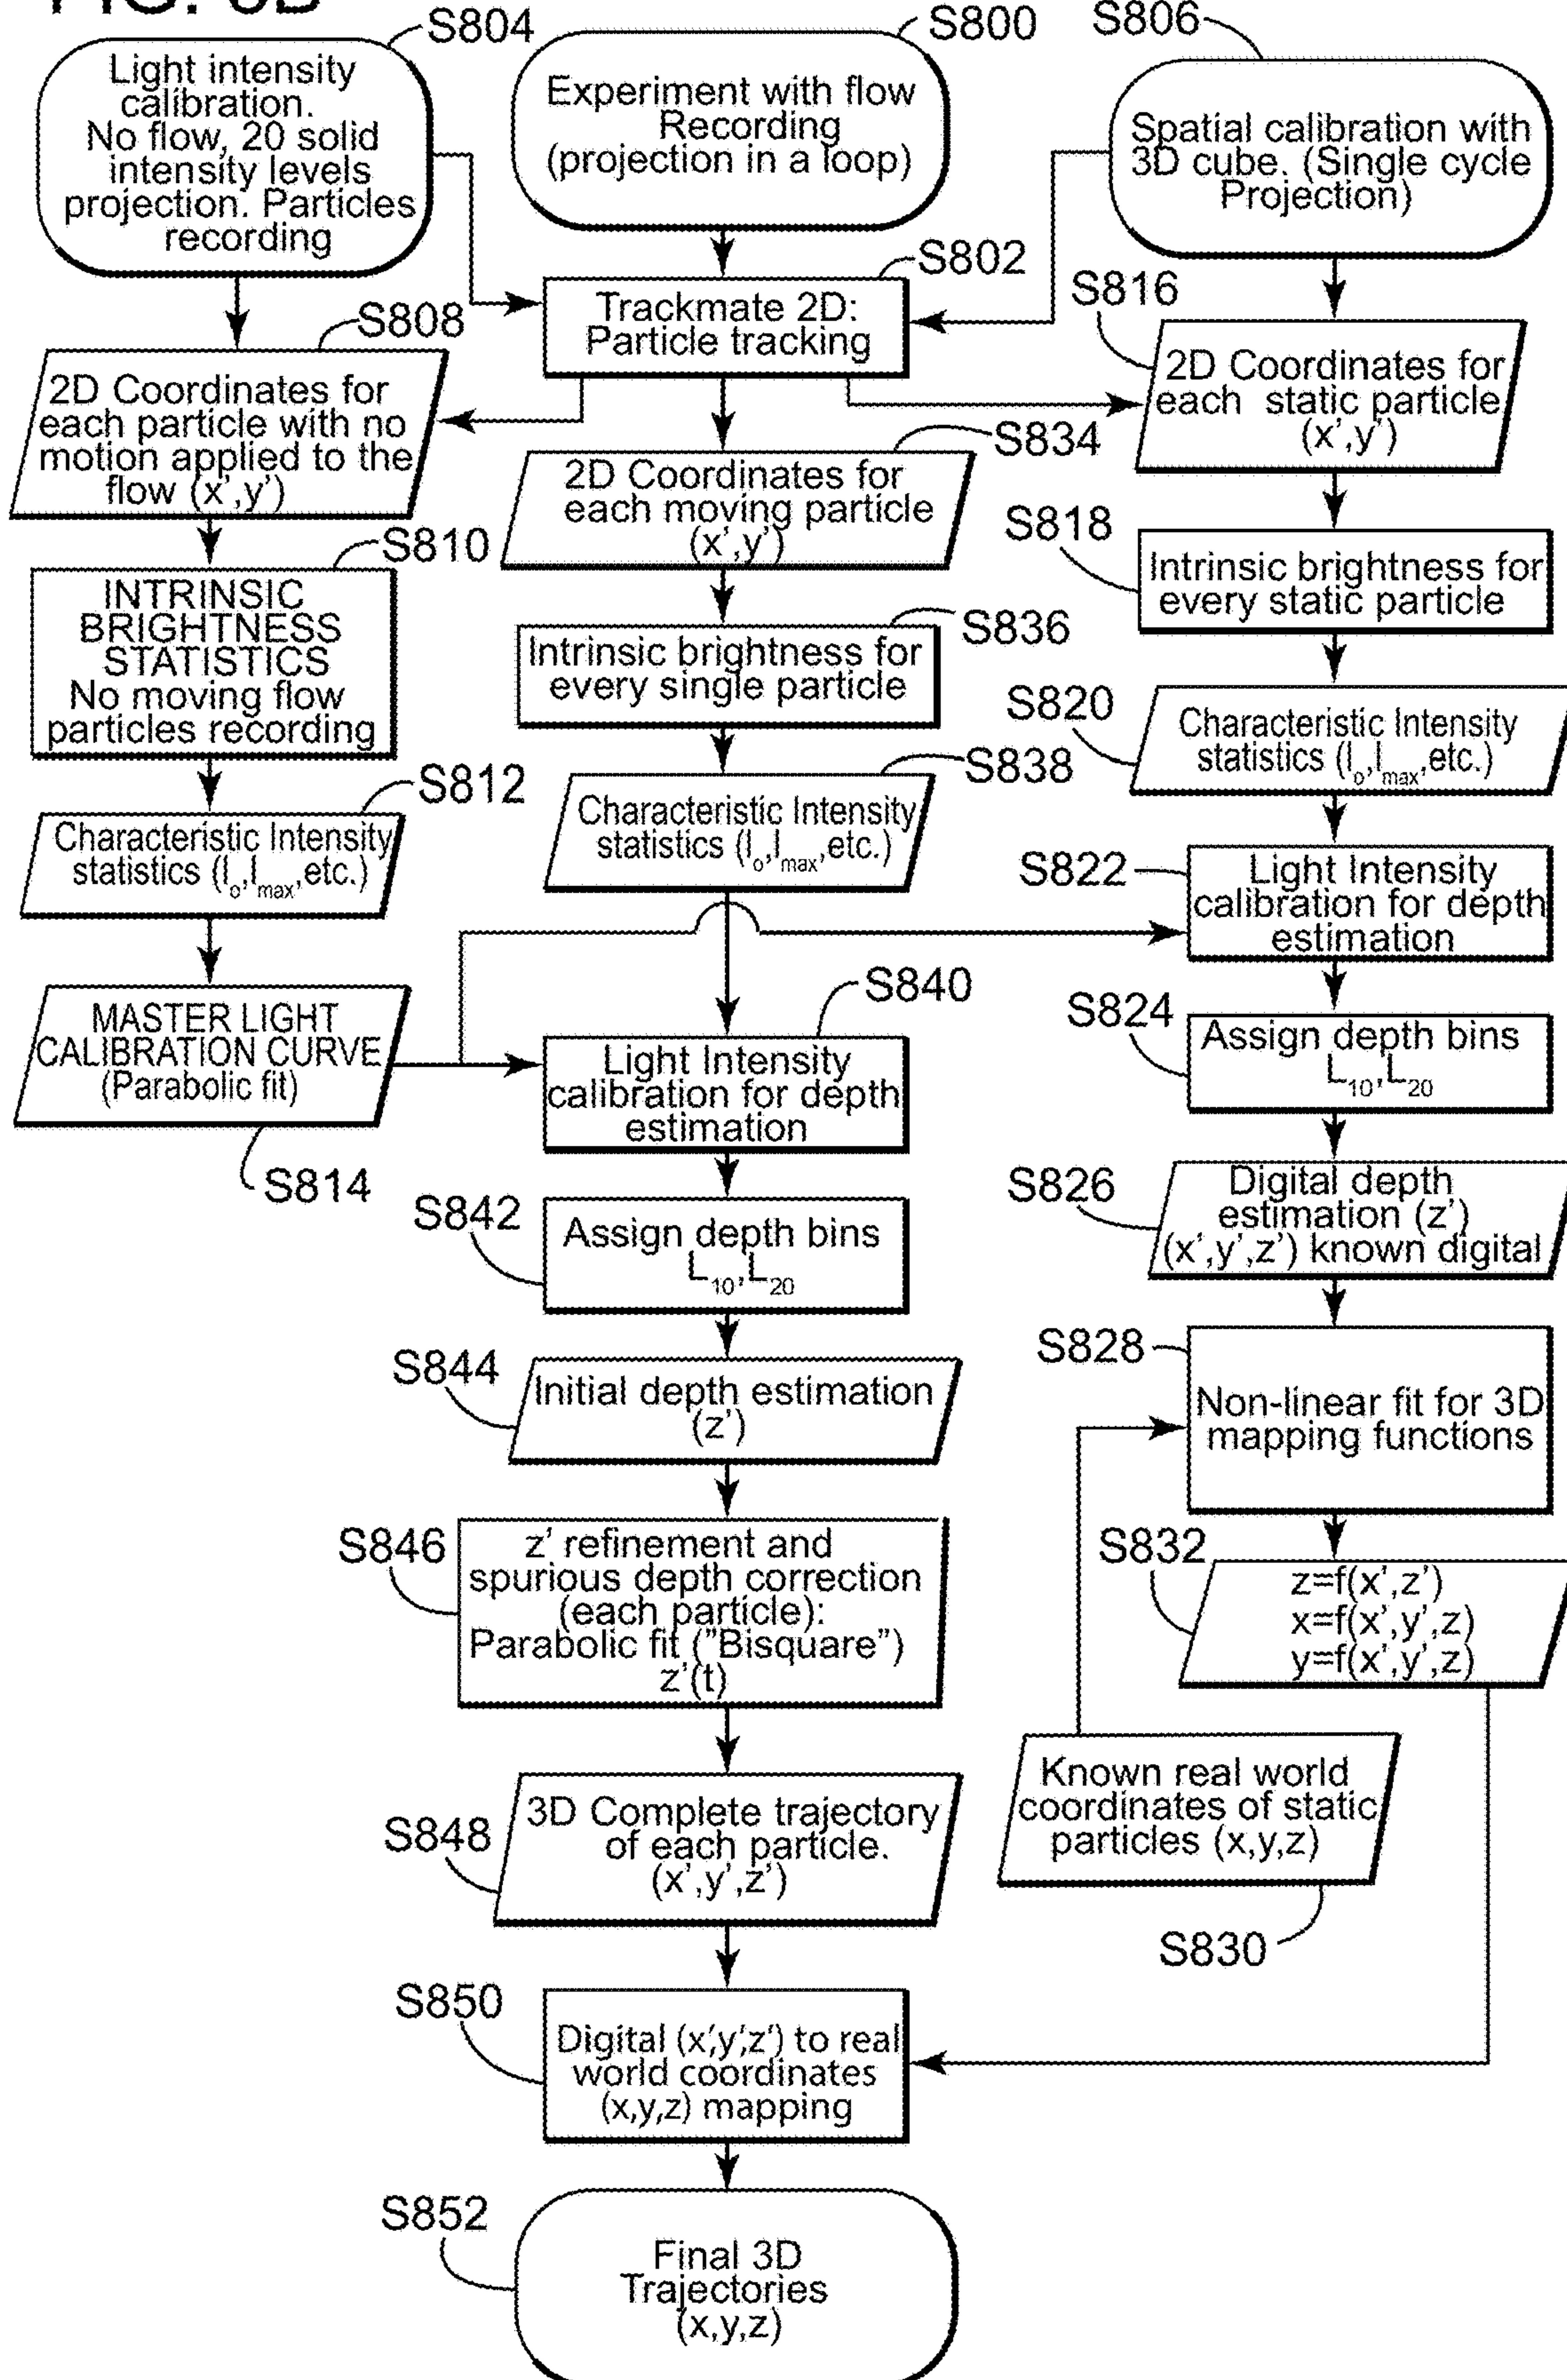 S804
Light intensity
calibration.
No flow, 20 solid
intensity levels
projection. Particles
recording
S800
Experiment with flow
Recording
(projection in a loop)
S806
Spatial calibration with
3D cube. (Single cycle
Projection)
S802
Trackmate 2D:
Particle tracking
S808
2D Coordinates for
each particle with no
motion applied to the
flow (x',y')
S816
2D Coordinates for
each static particle
(x',y')
S834
2D Coordinates for
each moving particle
(x',y')
S810
INTRINSIC
BRIGHTNESS
STATISTICS
No moving flow
particles recording
S818
Intrinsic brightness for
every static particle
S836
Intrinsic brightness for
every single particle
S820
Characteristic Intensity
statistics (Io,Imax,etc.)
S812
Characteristic Intensity
statistics (Io,Imax,etc.)
S838
Characteristic Intensity
statistics (Io,Imax,etc.)
S822
Light Intensity
calibration for depth
estimation
MASTER LIGHT
CALIBRATION CURVE
(Parabolic fit)
S814
S840
Light Intensity
calibration for depth
estimation
S824
Assign depth bins
L10,L20
S842
Assign depth bins
L10,L20
S826
Digital depth
estimation (z')
(x',y',z') known digital
S844
Initial depth estimation
(z')
S828
Non-linear fit for 3D
mapping functions
S846
z' refinement and
spurious depth correction
(each particle):
Parabolic fit ("Bisquare")
z'(t)
S832
z=f(x',z')
x=f(x',y',z)
y=f(x',y',z)
S848
3D Complete trajectory
of each particle.
(x',y',z')
Known real world
coordinates of static
particles (x,y,z)
S830
S850
Digital (x',y',z') to real
world coordinates
(x,y,z) mapping
S852
Final 3D
Trajectories
(x,y,z)